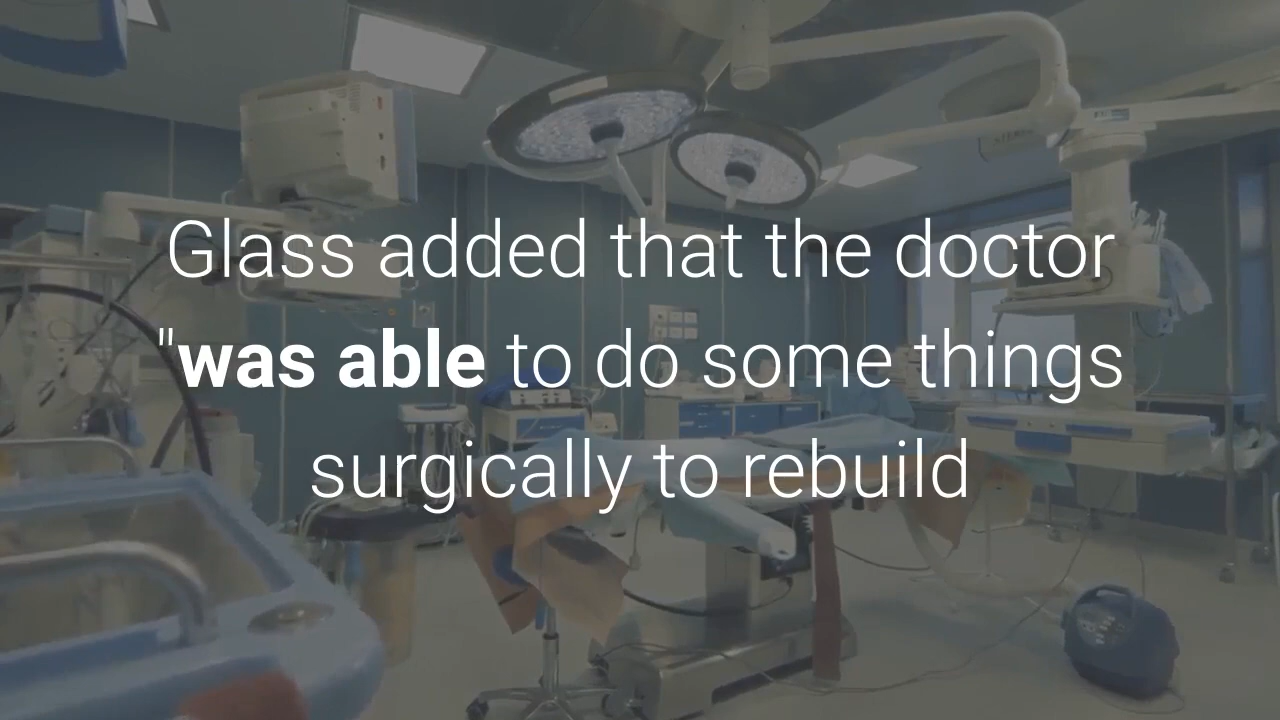 Glass added that the doctor
"was able to do some things
surgically to rebuild